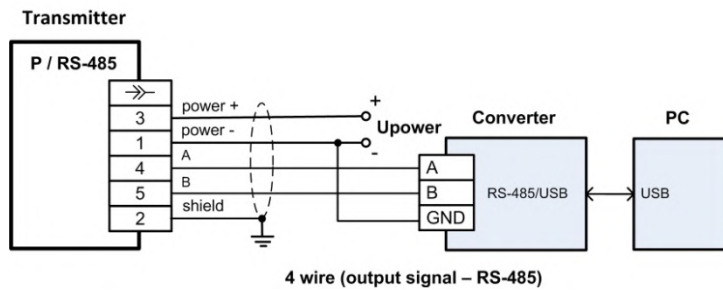 Transmitter
P / RS-485
3 power +
1 power -
4 A
5 B
2 shield
+
Upower
-
Converter
A
B
GND
RS-485/USB
PC
USB
4 wire (output signal – RS-485)